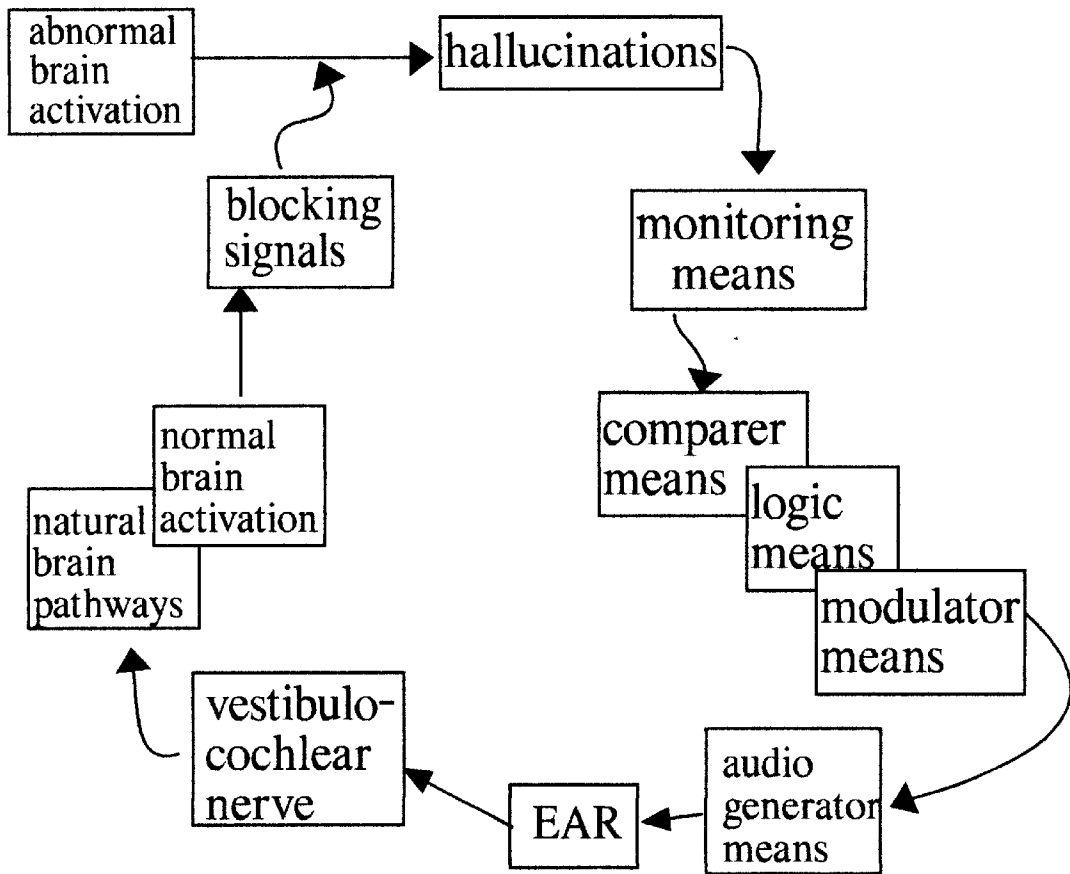 abnormal
brain
activation
hallucinations
blocking
signals
monitoring
means
comparer
means
logic
means
modulator
means
normal
brain
activation
natural
brain
pathways
vestibulo-
cochlear
nerve
EAR
audio
generator
means